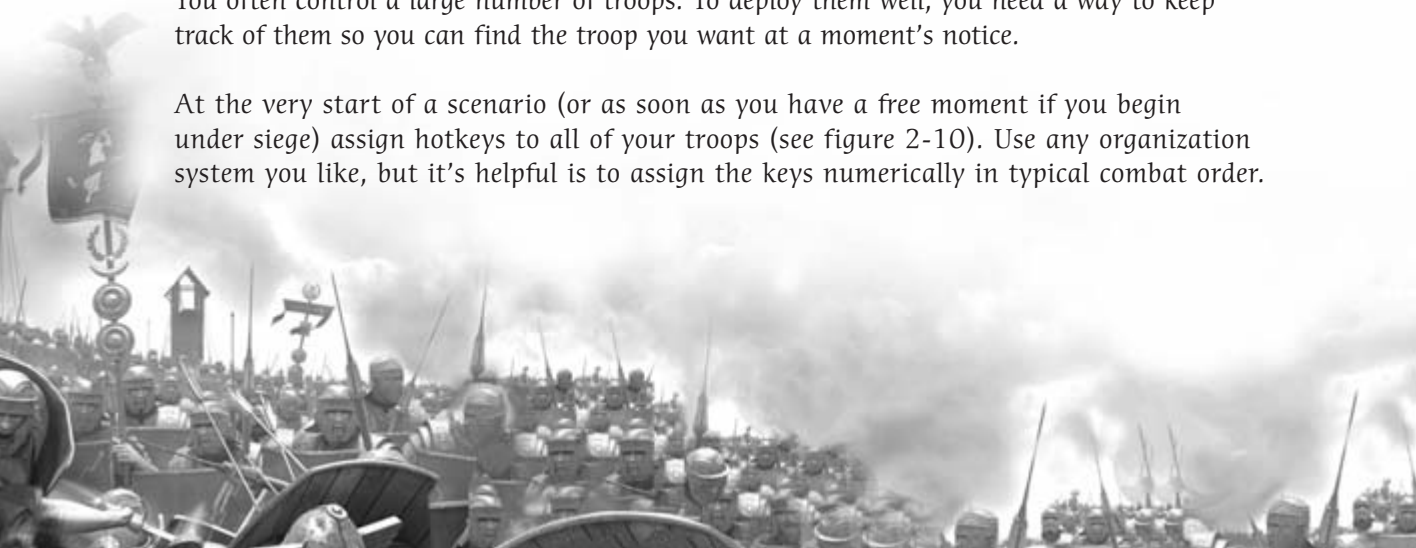 You often control a large number of troops. To deploy them well, you need a way to keep
track of them so you can find the troop you want at a moment’s notice.
At the very start of a scenario (or as soon as you have a free moment if you begin
under siege) assign hotkeys to all of your troops (see figure 2-10). Use any organization
system you like, but it’s helpful is to assign the keys numerically in typical combat order.